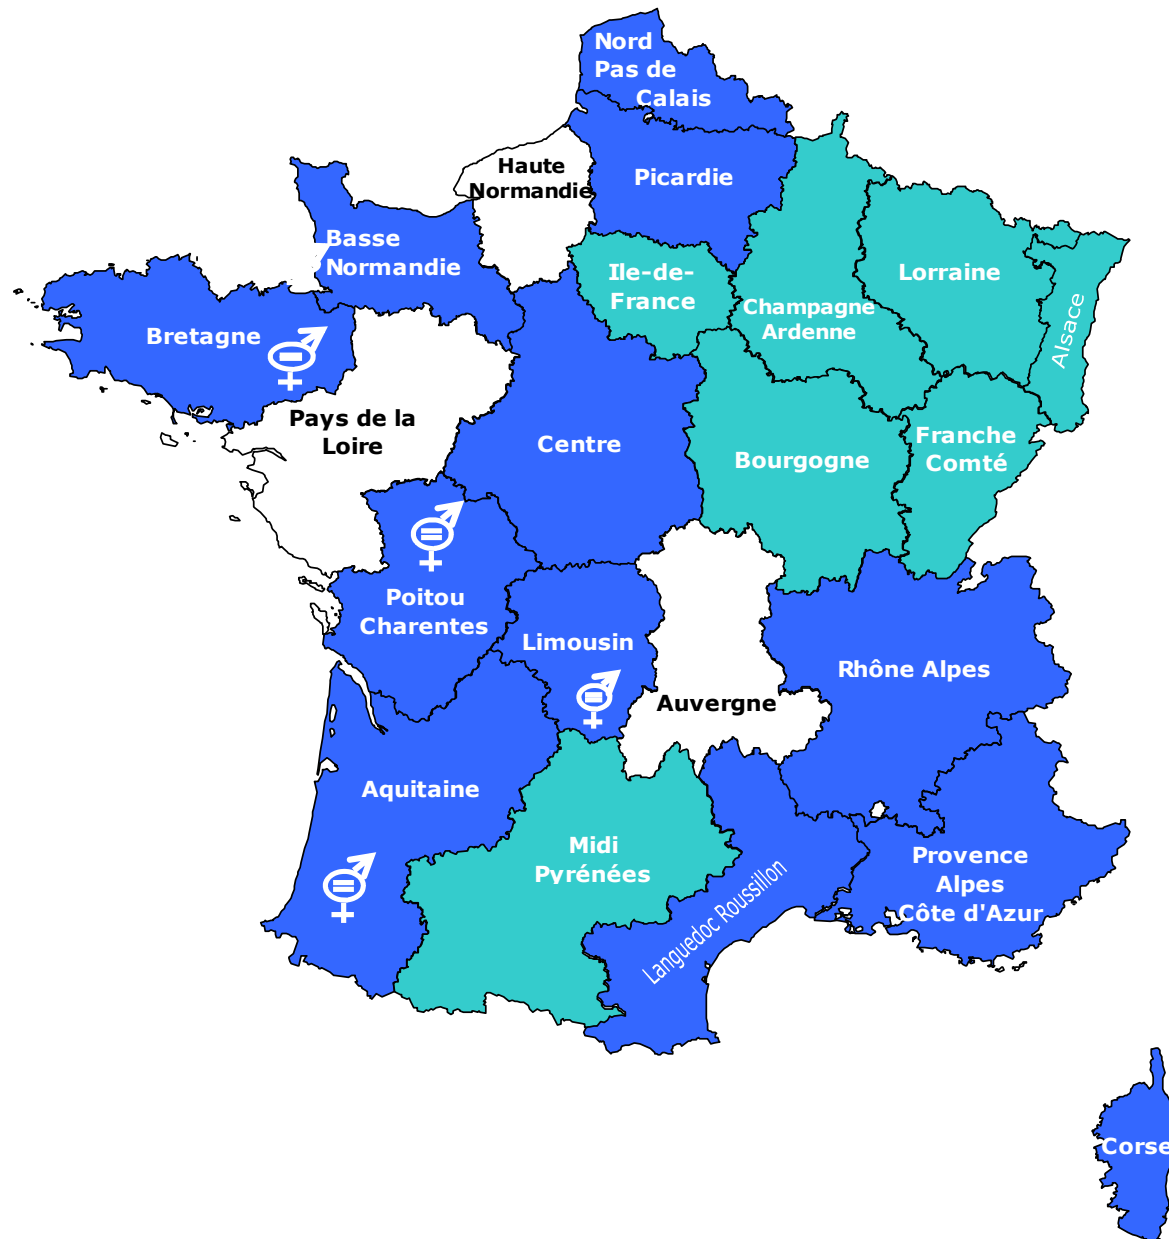 Nord
Pas de
Calais
Haute
Normandie
Picardie
Basse
Normandie
Ile-de-
France
Champagne
Ardenne
Lorraine
Alsace
Bretagne
Pays de la
Loire
Centre
Bourgogne
Franche
Comté
Poitou
Charentes
Limousin
Auvergne
Rhône Alpes
Aquitaine
Midi
Pyrénées
Languedoc Roussillon
Provence
Alpes
Côte d'Azur
Corse